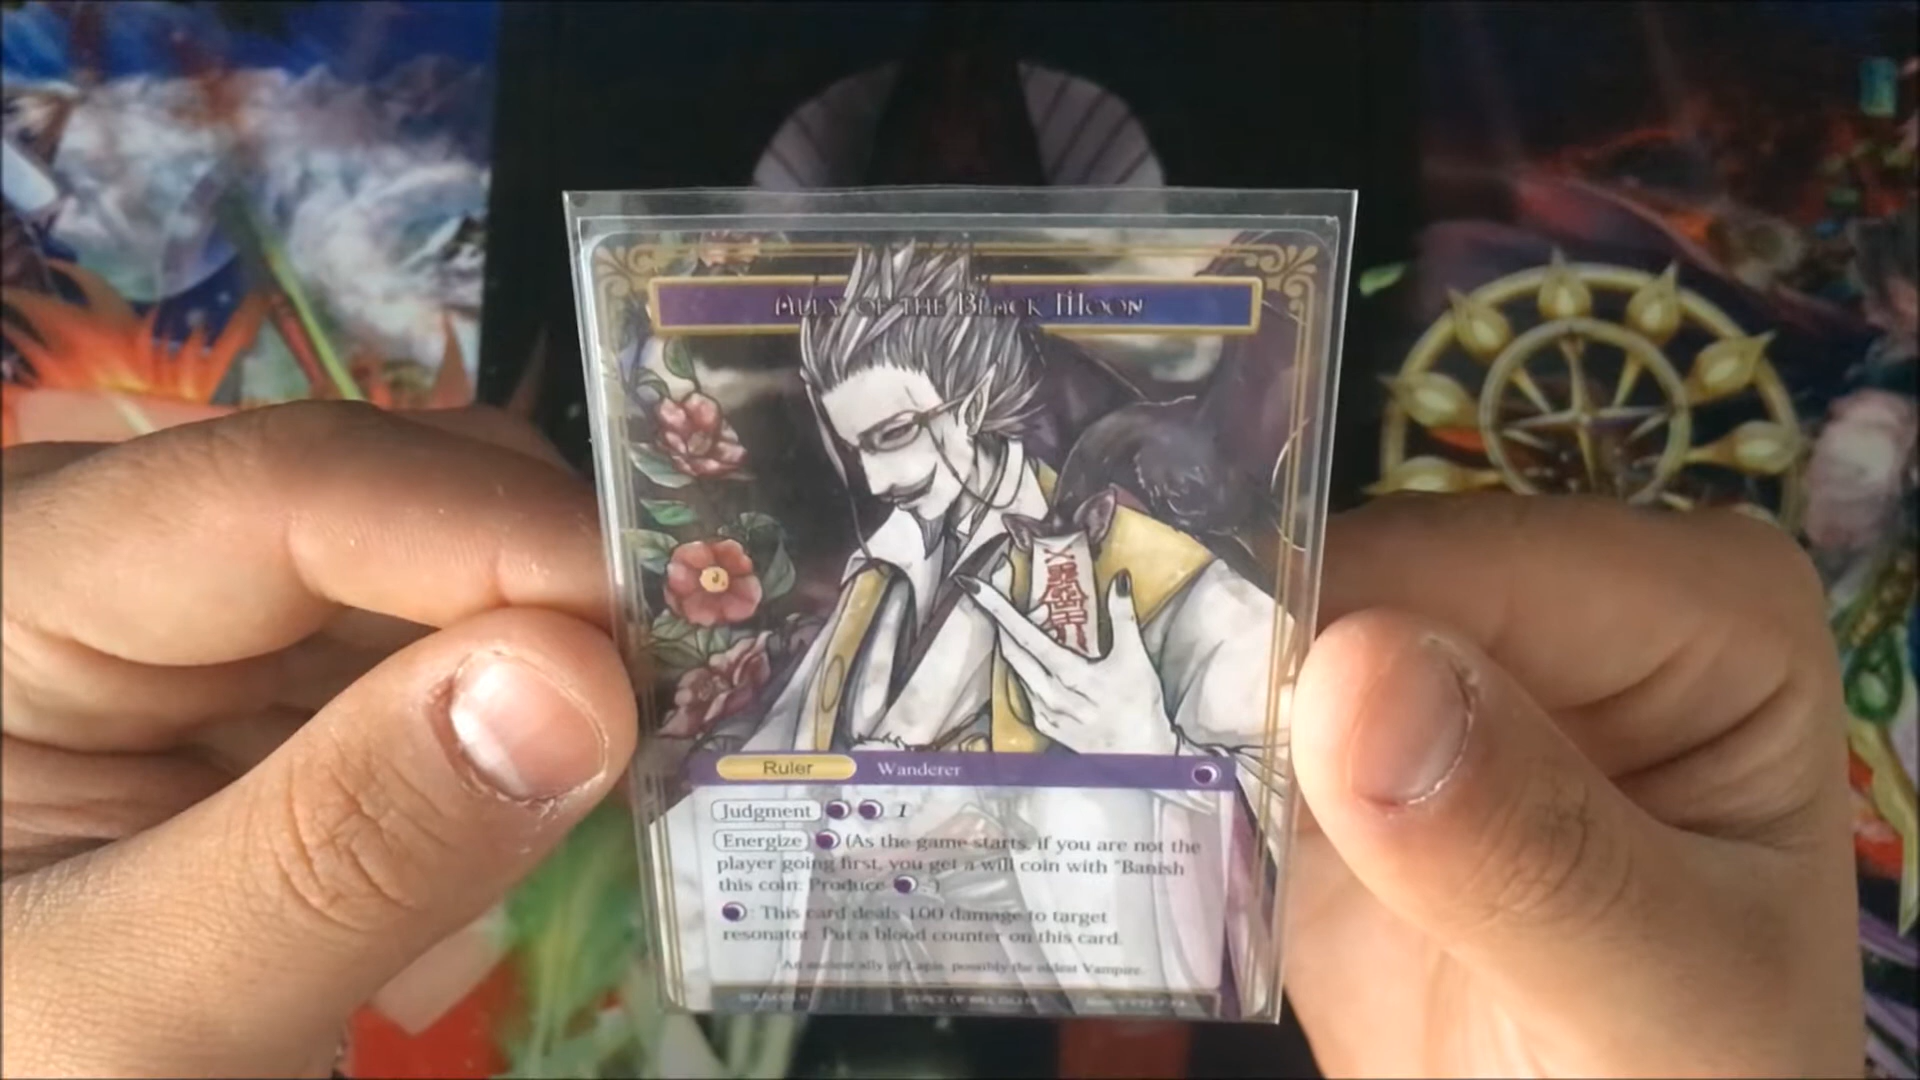 Ally of the Black Moon
Ruler Wanderer
Judgment 1
Energize (As the game starts, if you are not the
player going first, you get a will coin with "Banish
this coin: Produce .")
: This card deals 100 damage to target
resonator. Put a blood counter on this card.
An ancient ally of Lapis, possibly the oldest Vampire.